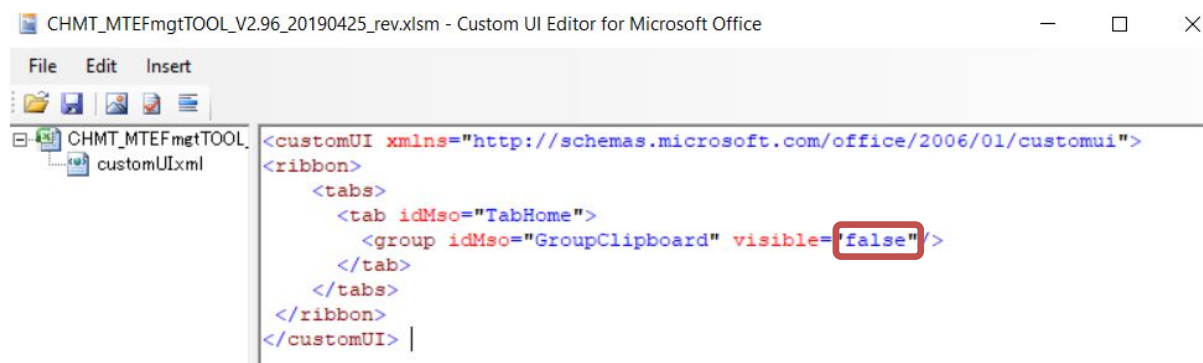 CHMT_MTEFmgtTOOL_V2.96_20190425_rev.xlsm - Custom UI Editor for Microsoft Office
File Edit Insert
CHMT_MTEFmgtTOOL_
customUI.xml
<customUI xmlns="http://schemas.microsoft.com/office/2006/01/customui">
<ribbon>
<tabs>
<tab idMso="TabHome">
<group idMso="GroupClipboard" visible="false"/>
</tab>
</tabs>
</ribbon>
</customUI>